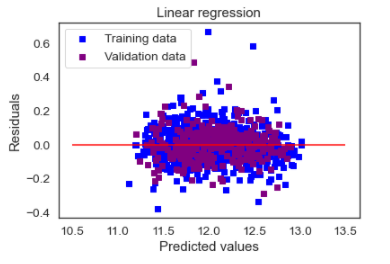 Linear regression
Training data
Validation data
Residuals
0.6
0.4
0.2
0.0
−0.2
−0.4
10.5 11.0 11.5 12.0 12.5 13.0 13.5
Predicted values